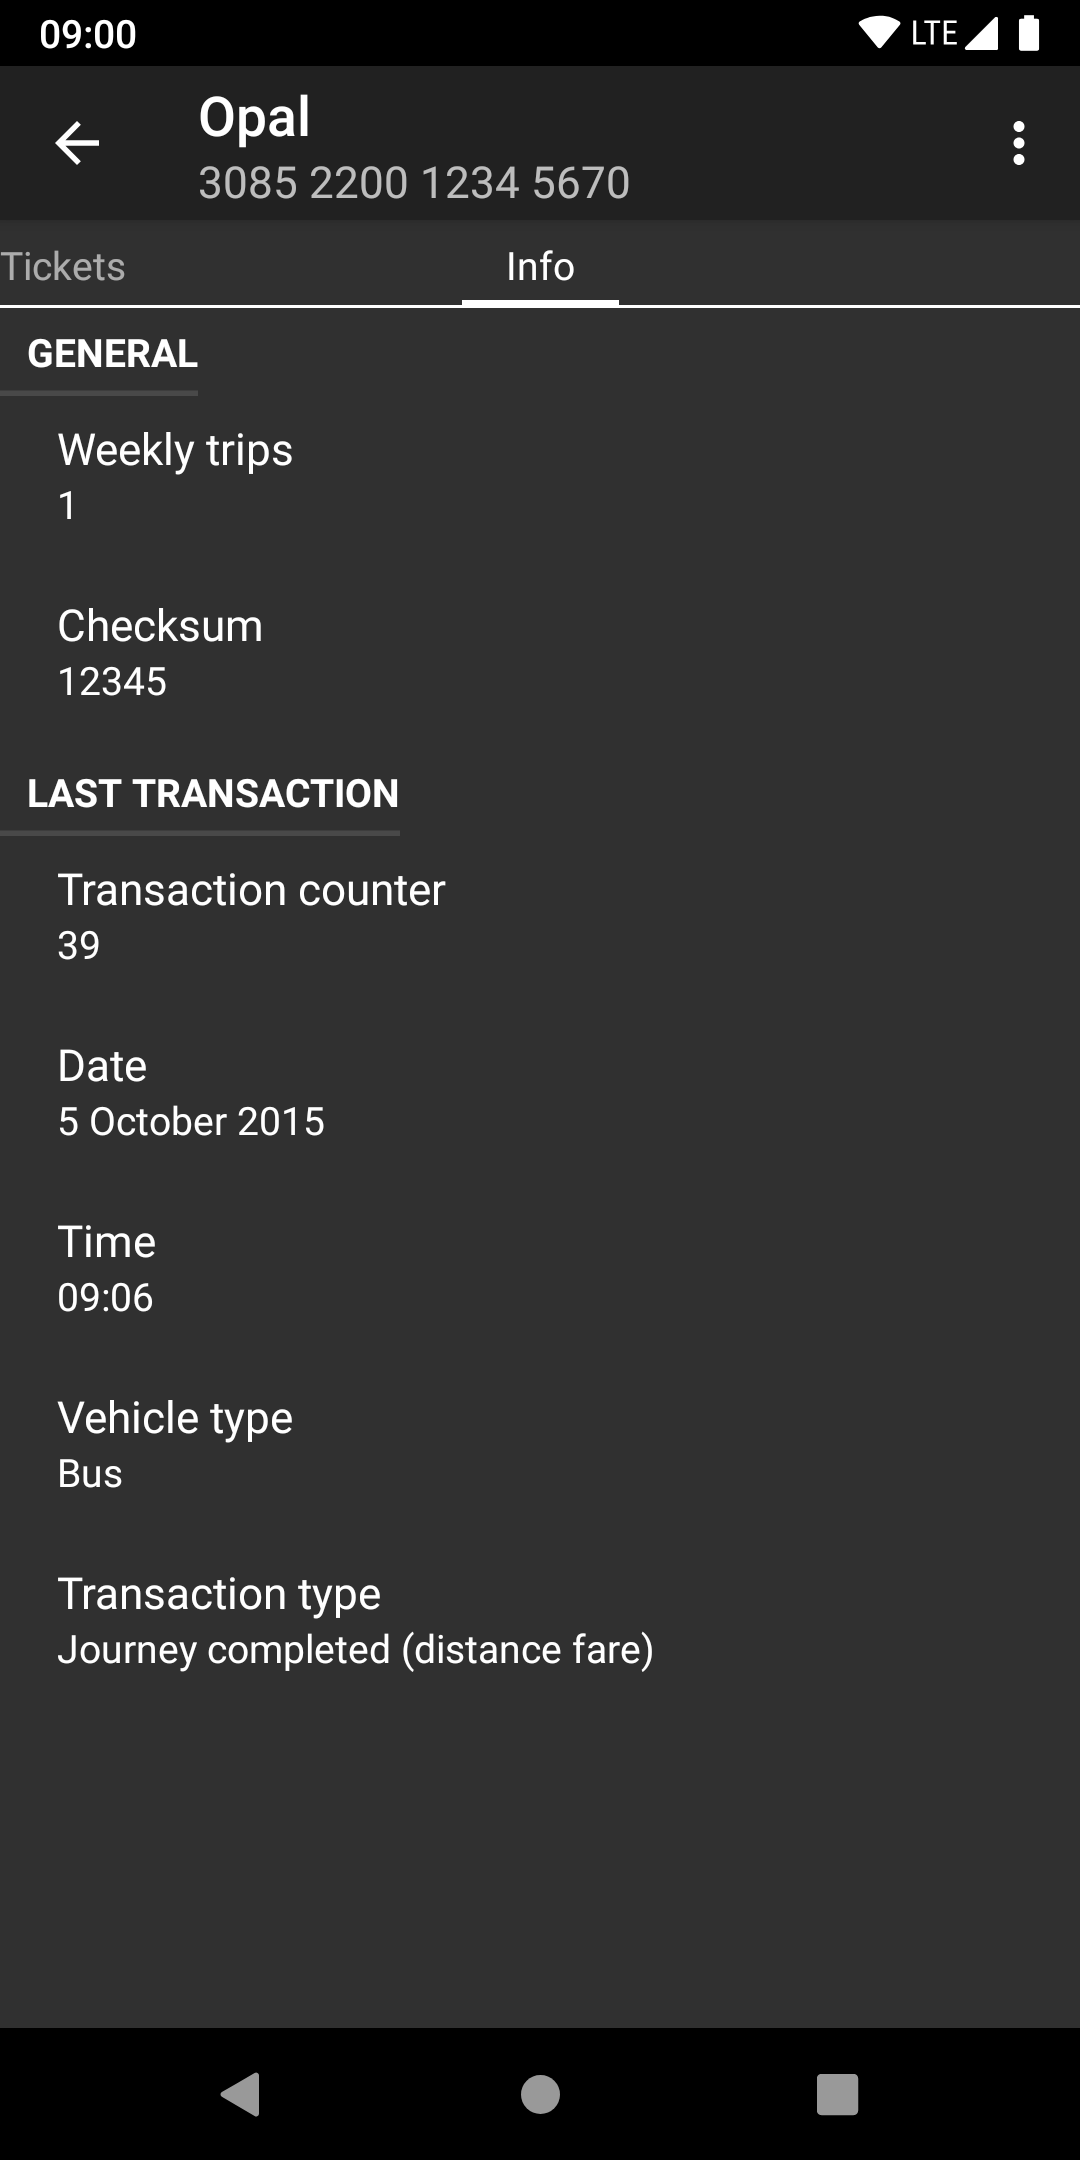 09:00
LTE
Opal
3085 2200 1234 5670
Tickets
Info
GENERAL
Weekly trips
1
Checksum
12345
LAST TRANSACTION
Transaction counter
39
Date
5 October 2015
Time
09:06
Vehicle type
Bus
Transaction type
Journey completed (distance fare)